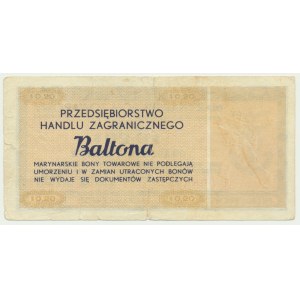 PRZEDSIĘBIORSTWO
HANDLU ZAGRANICZNEGO
Baltona
MARYNARSKIE BONY TOWAROWE NIE PODLEGAJĄ
UMORZENIU I W ZAMIAN UTRACONYCH BONÓW
NIE WYDAJE SIĘ DOKUMENTÓW ZASTĘPCZYCH